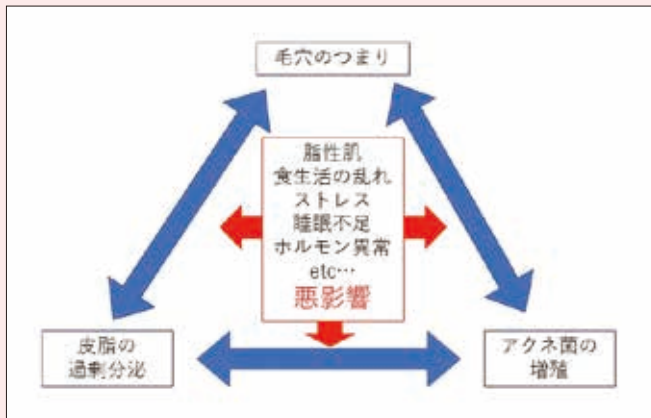 毛穴のつまり
脂性肌
食生活の乱れ
ストレス
睡眠不足
ホルモン異常
etc…
悪影響
皮脂の
過剰分泌
アクネ菌の
増殖